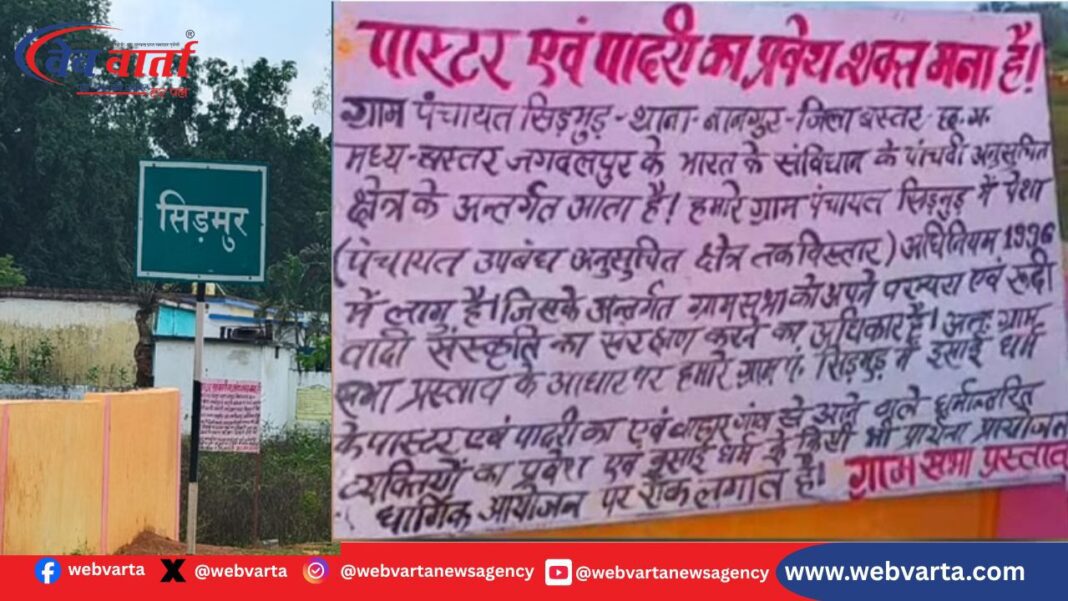 वेब वार्ता
®
सिड़मुर
पास्टर एवं पादरी का प्रवेय शक्त मना है!
ग्राम पंचायत सिड़मुड़ - थाना - नानगुर - जिला बस्तर - छ.ग.
मध्य - बस्तर जगदलपुर के भारत के संविधान के पांचवी अनुसुचित
क्षेत्र के अन्तर्गत आता है! हमारे ग्राम पंचायत सिड़मुड़ में पेशा
(पंचायत उपबंध अनुसुचित क्षेत्र तक विस्तार) अधिनियम 1996
में लागु है। जिसके अन्तर्गत ग्राम सभा को अपने परम्परा एवं रूदी
वादी संस्कृति का संरक्षण करने का अधिकार है। अतः ग्राम
सभा प्रस्ताव के आधार पर हमारे ग्राम पं. सिड़मुड़ में इसाई धर्म
के पास्टर एवं पादरी का एवं बाहर गांव से आने वाले धर्मान्तरित
व्यक्तियों का प्रवेश एवं इसाई धर्म के किसी भी आयोजन
धार्मिक आयोजन पर रोक लगाते है। ग्राम सभा प्रस्ताव
webvarta
@webvarta
@webvartanewsagency
@webvartanewsagency
www.webvarta.com